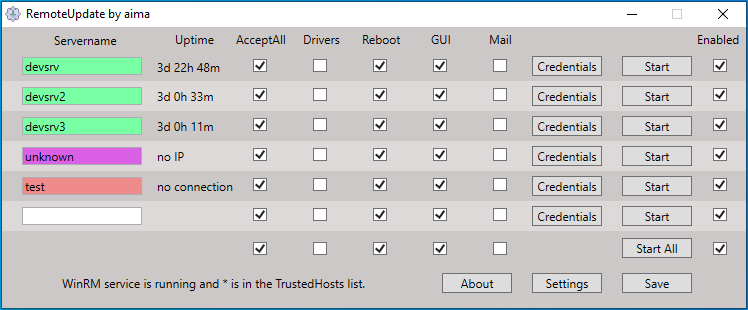 RemoteUpdate by aima
Servername Uptime AcceptAll Drivers Reboot GUI Mail Enabled
devsrv 3d 22h 48m Credentials Start
devsrv2 3d 0h 33m Credentials Start
devsrv3 3d 0h 11m Credentials Start
unknown no IP Credentials Start
test no connection Credentials Start
Credentials Start
Start All
WinRM service is running and * is in the TrustedHosts list. About Settings Save